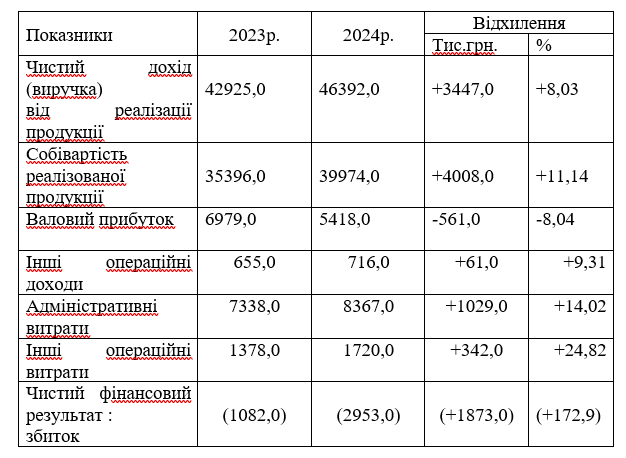 Показники 2023р. 2024р. Відхилення
Тис.грн. %
Чистий дохід
(виручка) 42925,0 46392,0 +3447,0 +8,03
від реалізації
продукції
Собівартість
реалізованої 35396,0 39974,0 +4008,0 +11,14
продукції
Валовий прибуток 6979,0 5418,0 -561,0 -8,04
Інші операційні 655,0 716,0 +61,0 +9,31
доходи
Адміністративні 7338,0 8367,0 +1029,0 +14,02
витрати
Інші операційні 1378,0 1720,0 +342,0 +24,82
витрати
Чистий фінансовий
результат : (1082,0) (2953,0) (+1873,0) (+172,9)
збиток